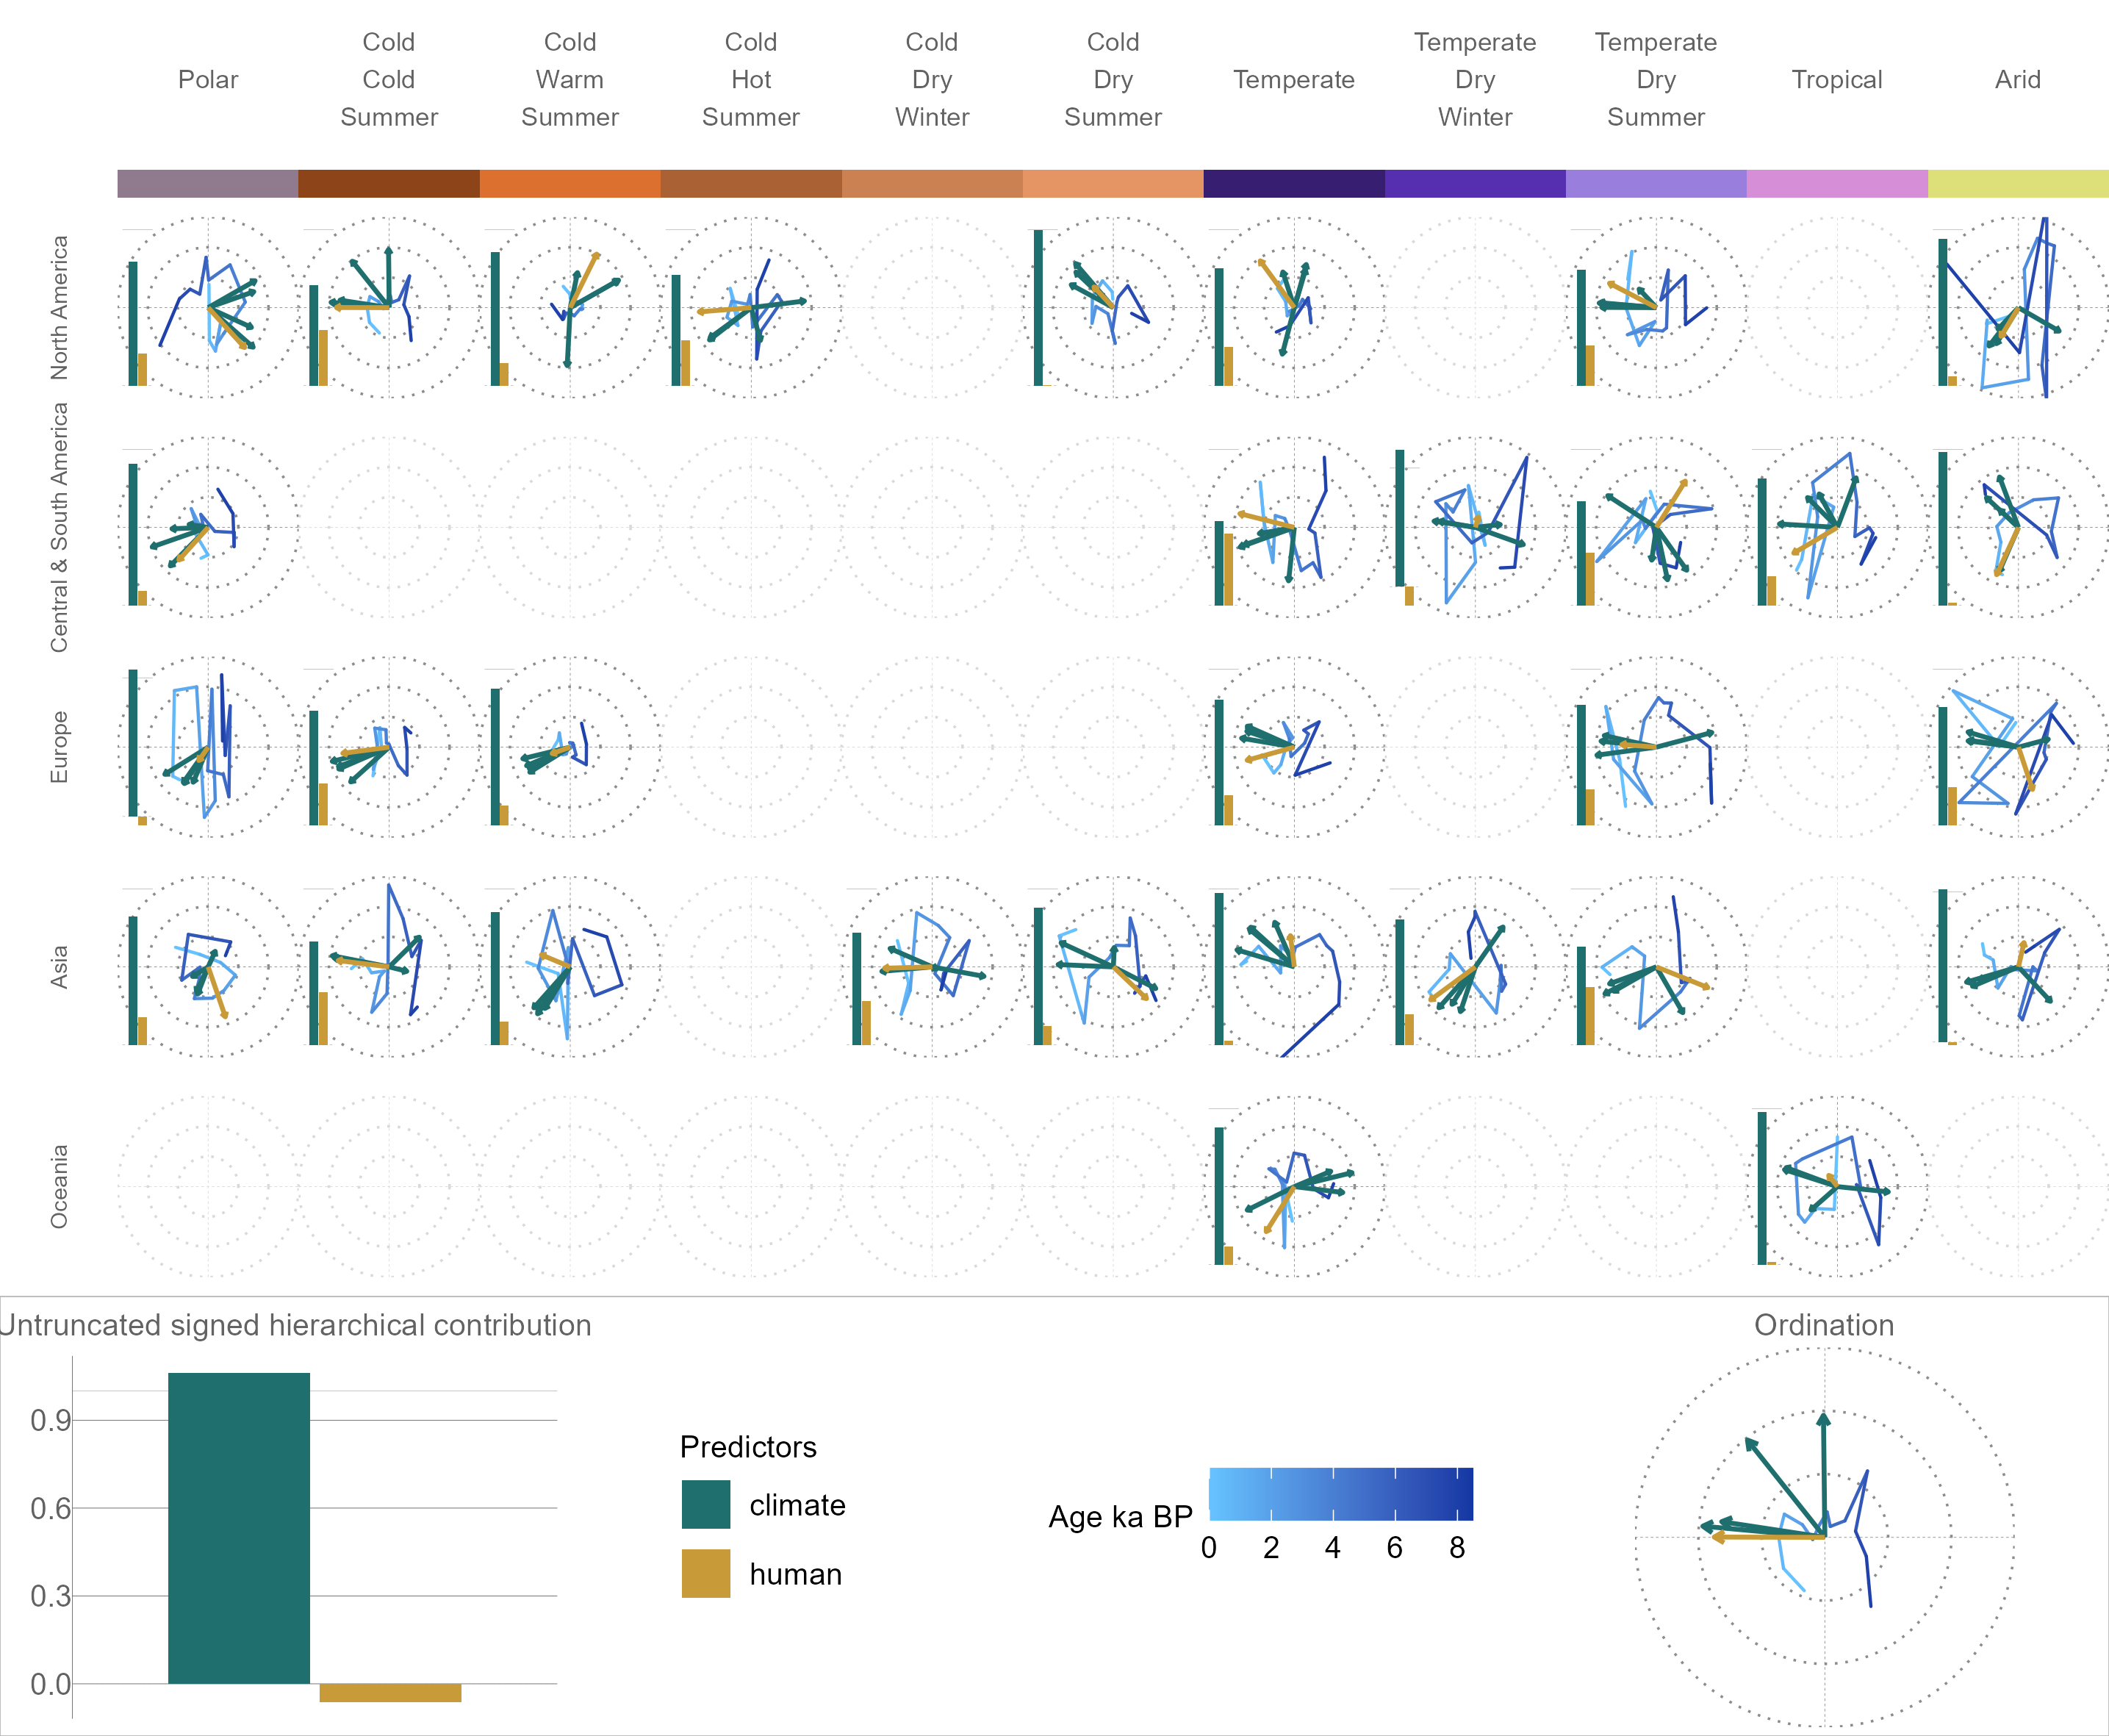 Cold
Cold
Cold
Cold
Cold
Temperate
Temperate
Polar
Cold
Warm
Hot
Dry
Dry
Temperate
Dry
Dry
Tropical
Arid
Summer
Summer
Summer
Winter
Summer
Winter
Summer
North America
Central & South America
Europe
Asia
Oceania
Untruncated signed hierarchical contribution
0.9
0.6
0.3
0.0
Predictors
climate
human
Age ka BP
0 2 4 6 8
Ordination